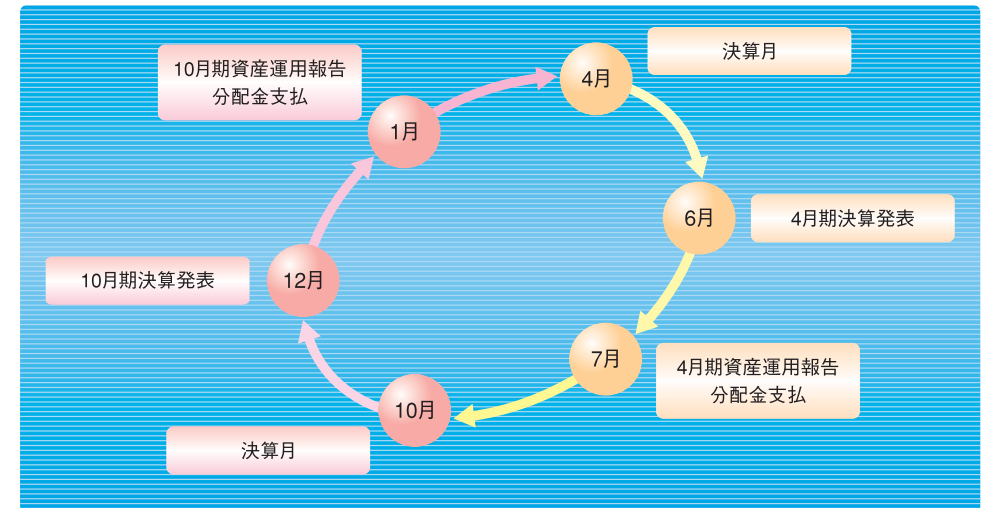 決算月
4月
10月期資産運用報告
分配金支払
1月
6月
4月期決算発表
12月
10月期決算発表
7月
4月期資産運用報告
分配金支払
10月
決算月